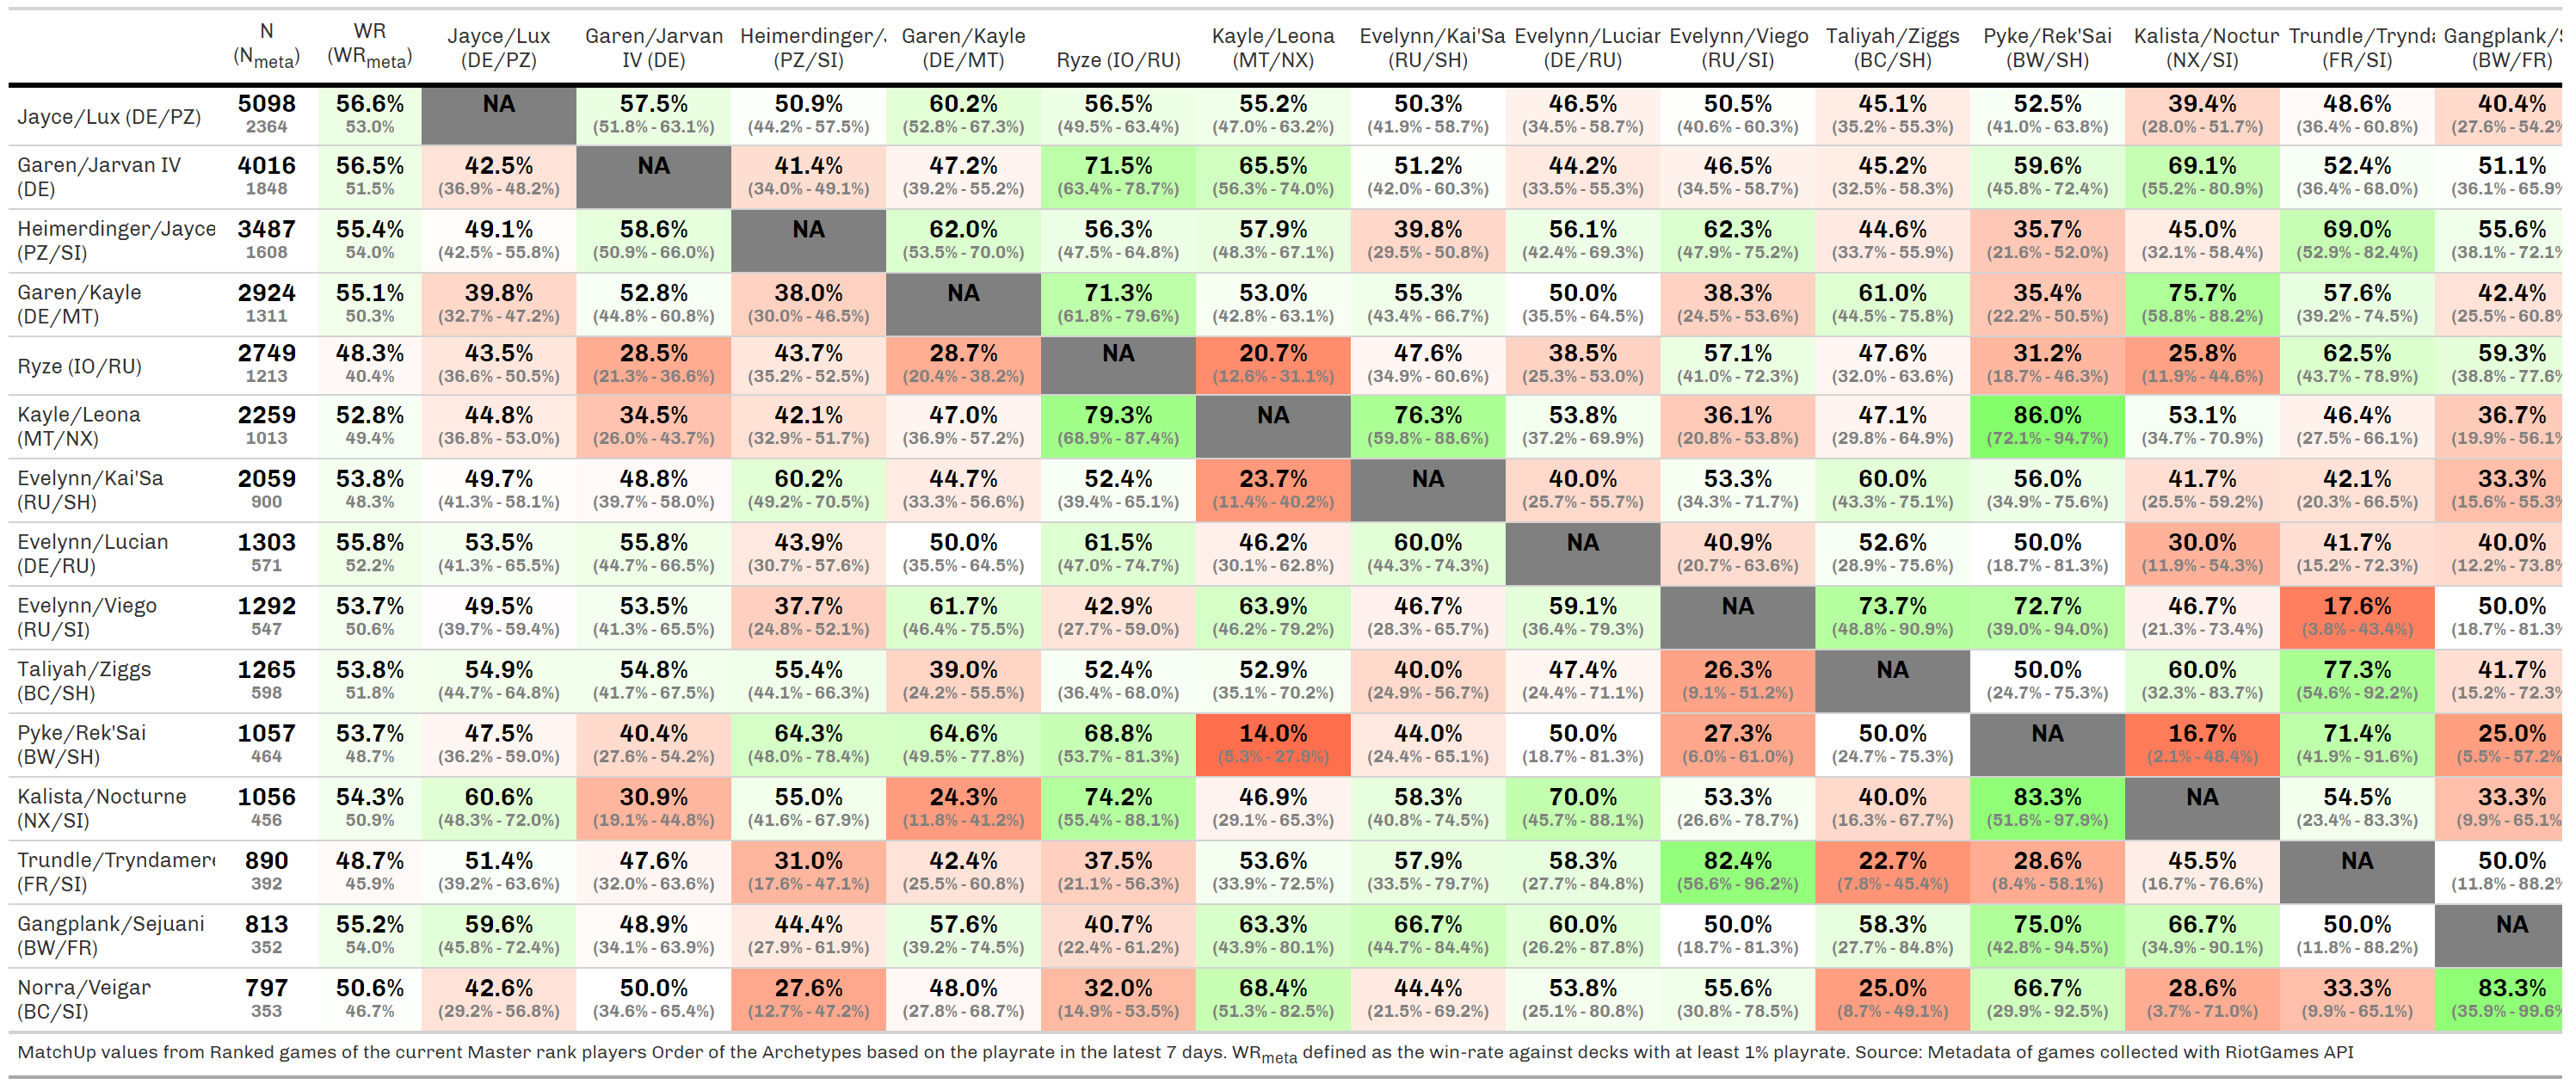 N WR Jayce/Lux Garen/Jarvan Heimerdinger/J Garen/Kayle Ryze (IO/RU) Kayle/Leona Evelynn/Kai'Sa Evelynn/Lucian Evelynn/Viego Taliyah/Ziggs Pyke/Rek'Sai Kalista/Noctur Trundle/Trynda Gangplank/S
(Nmeta) (WRmeta) (DE/PZ) IV (DE) (PZ/SI) (DE/MT) (MT/NX) (RU/SH) (DE/RU) (RU/SI) (BC/SH) (BW/SH) (NX/SI) (FR/SI) (BW/FR)
Jayce/Lux (DE/PZ) 5098 56.6% NA 57.5% 50.9% 60.2% 56.5% 55.2% 50.3% 46.5% 50.5% 45.1% 52.5% 39.4% 48.6% 40.4%
2364 53.0% (51.8% - 63.1%) (44.2% - 57.5%) (52.8% - 67.3%) (49.5% - 63.4%) (47.0% - 63.2%) (41.9% - 58.7%) (34.5% - 58.7%) (40.6% - 60.3%) (35.2% - 55.3%) (41.0% - 63.8%) (28.0% - 51.7%) (36.4% - 60.8%) (27.6% - 54.2%
Garen/Jarvan IV 4016 56.5% 42.5% NA 41.4% 47.2% 71.5% 65.5% 51.2% 44.2% 46.5% 45.2% 59.6% 69.1% 52.4% 51.1%
(DE) 1848 51.5% (36.9% - 48.2%) (34.0% - 49.1%) (39.2% - 55.2%) (63.4% - 78.7%) (56.3% - 74.0%) (42.0% - 60.3%) (33.5% - 55.3%) (34.5% - 58.7%) (32.5% - 58.3%) (45.8% - 72.4%) (55.2% - 80.9%) (36.4% - 68.0%) (36.1% - 65.9%
Heimerdinger/Jayce 3487 55.4% 49.1% 58.6% NA 62.0% 56.3% 57.9% 39.8% 56.1% 62.3% 44.6% 35.7% 45.0% 69.0% 55.6%
(PZ/SI) 1608 54.0% (42.5% - 55.8%) (50.9% - 66.0%) (53.5% - 70.0%) (47.5% - 64.8%) (48.3% - 67.1%) (29.5% - 50.8%) (42.4% - 69.3%) (47.9% - 75.2%) (33.7% - 55.9%) (21.6% - 52.0%) (32.1% - 58.4%) (52.9% - 82.4%) (38.1% - 72.1%
Garen/Kayle 2924 55.1% 39.8% 52.8% 38.0% NA 71.3% 53.0% 55.3% 50.0% 38.3% 61.0% 35.4% 75.7% 57.6% 42.4%
(DE/MT) 1311 50.3% (32.7% - 47.2%) (44.8% - 60.8%) (30.0% - 46.5%) (61.8% - 79.6%) (42.8% - 63.1%) (43.4% - 66.7%) (35.5% - 64.5%) (24.5% - 53.6%) (44.5% - 75.8%) (22.2% - 50.5%) (58.8% - 88.2%) (39.2% - 74.5%) (25.5% - 60.8%
Ryze (IO/RU) 2749 48.3% 43.5% 28.5% 43.7% 28.7% NA 20.7% 47.6% 38.5% 57.1% 47.6% 31.2% 25.8% 62.5% 59.3%
1213 40.4% (36.6% - 50.5%) (21.3% - 36.6%) (35.2% - 52.5%) (20.4% - 38.2%) (12.6% - 31.1%) (34.9% - 60.6%) (25.3% - 53.0%) (41.0% - 72.3%) (32.0% - 63.6%) (18.7% - 46.3%) (11.9% - 44.6%) (43.7% - 78.9%) (38.8% - 77.6%
Kayle/Leona 2259 52.8% 44.8% 34.5% 42.1% 47.0% 79.3% NA 76.3% 53.8% 36.1% 47.1% 86.0% 53.1% 46.4% 36.7%
(MT/NX) 1013 49.4% (36.8% - 53.0%) (26.0% - 43.7%) (32.9% - 51.7%) (36.9% - 57.2%) (68.9% - 87.4%) (59.8% - 88.6%) (37.2% - 69.9%) (20.8% - 53.8%) (29.8% - 64.9%) (72.1% - 94.7%) (34.7% - 70.9%) (27.5% - 66.1%) (19.9% - 56.1%
Evelynn/Kai'Sa 2059 53.8% 49.7% 48.8% 60.2% 44.7% 52.4% 23.7% NA 40.0% 53.3% 60.0% 56.0% 41.7% 42.1% 33.3%
(RU/SH) 900 48.3% (41.3% - 58.1%) (39.7% - 58.0%) (49.2% - 70.5%) (33.3% - 56.6%) (39.4% - 65.1%) (11.4% - 40.2%) (25.7% - 55.7%) (34.3% - 71.7%) (43.3% - 75.1%) (34.9% - 75.6%) (25.5% - 59.2%) (20.3% - 66.5%) (15.6% - 55.3%
Evelynn/Lucian 1303 55.8% 53.5% 55.8% 43.9% 50.0% 61.5% 46.2% 60.0% NA 40.9% 52.6% 50.0% 30.0% 41.7% 40.0%
(DE/RU) 571 52.2% (41.3% - 65.5%) (44.7% - 66.5%) (30.7% - 57.6%) (35.5% - 64.5%) (47.0% - 74.7%) (30.1% - 62.8%) (44.3% - 74.3%) (20.7% - 63.6%) (28.9% - 75.6%) (18.7% - 81.3%) (11.9% - 54.3%) (15.2% - 72.3%) (12.2% - 73.8%
Evelynn/Viego 1292 53.7% 49.5% 53.5% 37.7% 61.7% 42.9% 63.9% 46.7% 59.1% NA 73.7% 72.7% 46.7% 17.6% 50.0%
(RU/SI) 547 50.6% (39.7% - 59.4%) (41.3% - 65.5%) (24.8% - 52.1%) (46.4% - 75.5%) (27.7% - 59.0%) (46.2% - 79.2%) (28.3% - 65.7%) (36.4% - 79.3%) (48.8% - 90.9%) (39.0% - 94.0%) (21.3% - 73.4%) (3.8% - 43.4%) (18.7% - 81.3%
Taliyah/Ziggs 1265 53.8% 54.9% 54.8% 55.4% 39.0% 52.4% 52.9% 40.0% 47.4% 26.3% NA 50.0% 60.0% 77.3% 41.7%
(BC/SH) 598 51.8% (44.7% - 64.8%) (41.7% - 67.5%) (44.1% - 66.3%) (24.2% - 55.5%) (36.4% - 68.0%) (35.1% - 70.2%) (24.9% - 56.7%) (24.4% - 71.1%) (9.1% - 51.2%) (24.7% - 75.3%) (32.3% - 83.7%) (54.6% - 92.2%) (15.2% - 72.3%
Pyke/Rek'Sai 1057 53.7% 47.5% 40.4% 64.3% 64.6% 68.8% 14.0% 44.0% 50.0% 27.3% 50.0% NA 16.7% 71.4% 25.0%
(BW/SH) 464 48.7% (36.2% - 59.0%) (27.6% - 54.2%) (48.0% - 78.4%) (49.5% - 77.8%) (53.7% - 81.3%) (5.3% - 27.9%) (24.4% - 65.1%) (18.7% - 81.3%) (6.0% - 61.0%) (24.7% - 75.3%) (2.1% - 48.4%) (41.9% - 91.6%) (5.5% - 57.2%
Kalista/Nocturne 1056 54.3% 60.6% 30.9% 55.0% 24.3% 74.2% 46.9% 58.3% 70.0% 53.3% 40.0% 83.3% NA 54.5% 33.3%
(NX/SI) 456 50.9% (48.3% - 72.0%) (19.1% - 44.8%) (41.6% - 67.9%) (11.8% - 41.2%) (55.4% - 88.1%) (29.1% - 65.3%) (40.8% - 74.5%) (45.7% - 88.1%) (26.6% - 78.7%) (16.3% - 67.7%) (51.6% - 97.9%) (23.4% - 83.3%) (9.9% - 65.1%
Trundle/Tryndamere 890 48.7% 51.4% 47.6% 31.0% 42.4% 37.5% 53.6% 57.9% 58.3% 82.4% 22.7% 28.6% 45.5% NA 50.0%
(FR/SI) 392 45.9% (39.2% - 63.6%) (32.0% - 63.6%) (17.6% - 47.1%) (25.5% - 60.8%) (21.1% - 56.3%) (33.9% - 72.5%) (33.5% - 79.7%) (27.7% - 84.8%) (56.6% - 96.2%) (7.8% - 45.4%) (8.4% - 58.1%) (16.7% - 76.6%) (11.8% - 88.2%
Gangplank/Sejuani 813 55.2% 59.6% 48.9% 44.4% 57.6% 40.7% 63.3% 66.7% 60.0% 50.0% 58.3% 75.0% 66.7% 50.0% NA
(BW/FR) 352 54.0% (45.8% - 72.4%) (34.1% - 63.9%) (27.9% - 61.9%) (39.2% - 74.5%) (22.4% - 61.2%) (43.9% - 80.1%) (44.7% - 84.4%) (26.2% - 87.8%) (18.7% - 81.3%) (27.7% - 84.8%) (42.8% - 94.5%) (34.9% - 90.1%) (11.8% - 88.2%)
Norra/Veigar 797 50.6% 42.6% 50.0% 27.6% 48.0% 32.0% 68.4% 44.4% 53.8% 55.6% 25.0% 66.7% 28.6% 33.3% 83.3%
(BC/SI) 353 46.7% (29.2% - 56.8%) (34.6% - 65.4%) (12.7% - 47.2%) (27.8% - 68.7%) (14.9% - 53.5%) (51.3% - 82.5%) (21.5% - 69.2%) (25.1% - 80.8%) (30.8% - 78.5%) (8.7% - 49.1%) (29.9% - 92.5%) (3.7% - 71.0%) (9.9% - 65.1%) (35.9% - 99.6%
MatchUp values from Ranked games of the current Master rank players Order of the Archetypes based on the playrate in the latest 7 days. WRmeta defined as the win-rate against decks with at least 1% playrate. Source: Metadata of games collected with RiotGames API